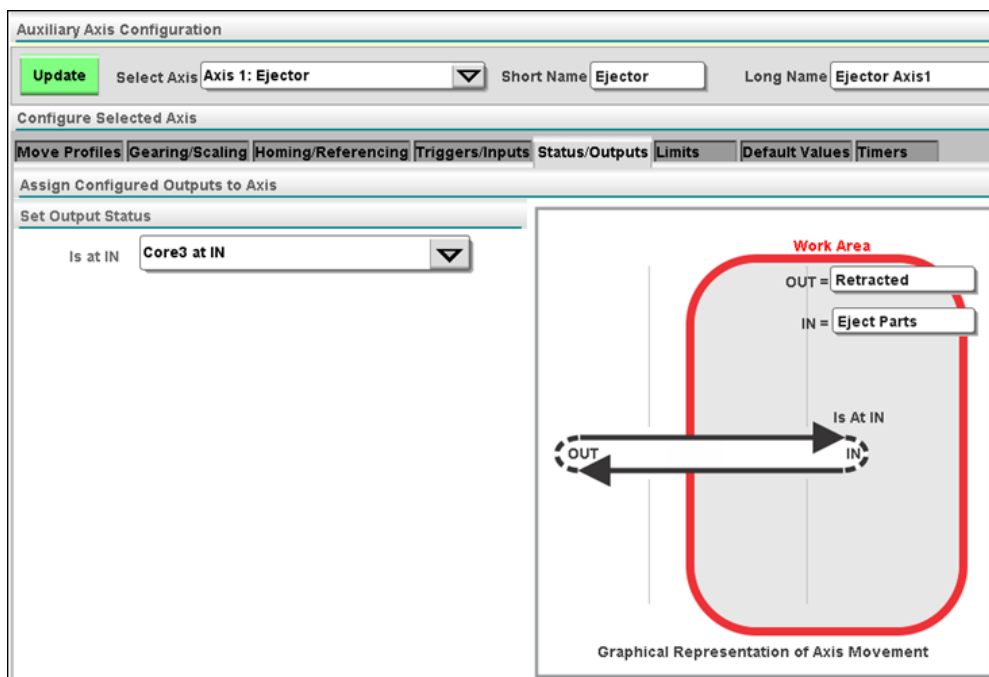 Auxiliary Axis Configuration
Update Select Axis Axis 1: Ejector Short Name Ejector Long Name Ejector Axis1
Configure Selected Axis
Move Profiles Gearing/Scaling Homing/Referencing Triggers/Inputs Status/Outputs Limits Default Values Timers
Assign Configured Outputs to Axis
Set Output Status
Is at IN Core3 at IN
Work Area
OUT = Retracted
IN = Eject Parts
Is At IN
OUT IN
Graphical Representation of Axis Movement